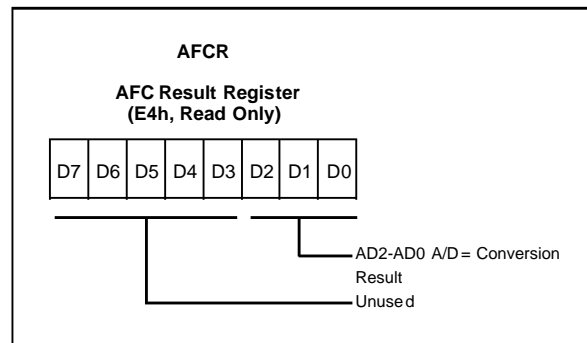 AFCR
AFC Result Register
(E4h, Read Only)
D7 D6 D5 D4 D3 D2 D1 D0
AD2-AD0 A/D = Conversion
Result
Unused